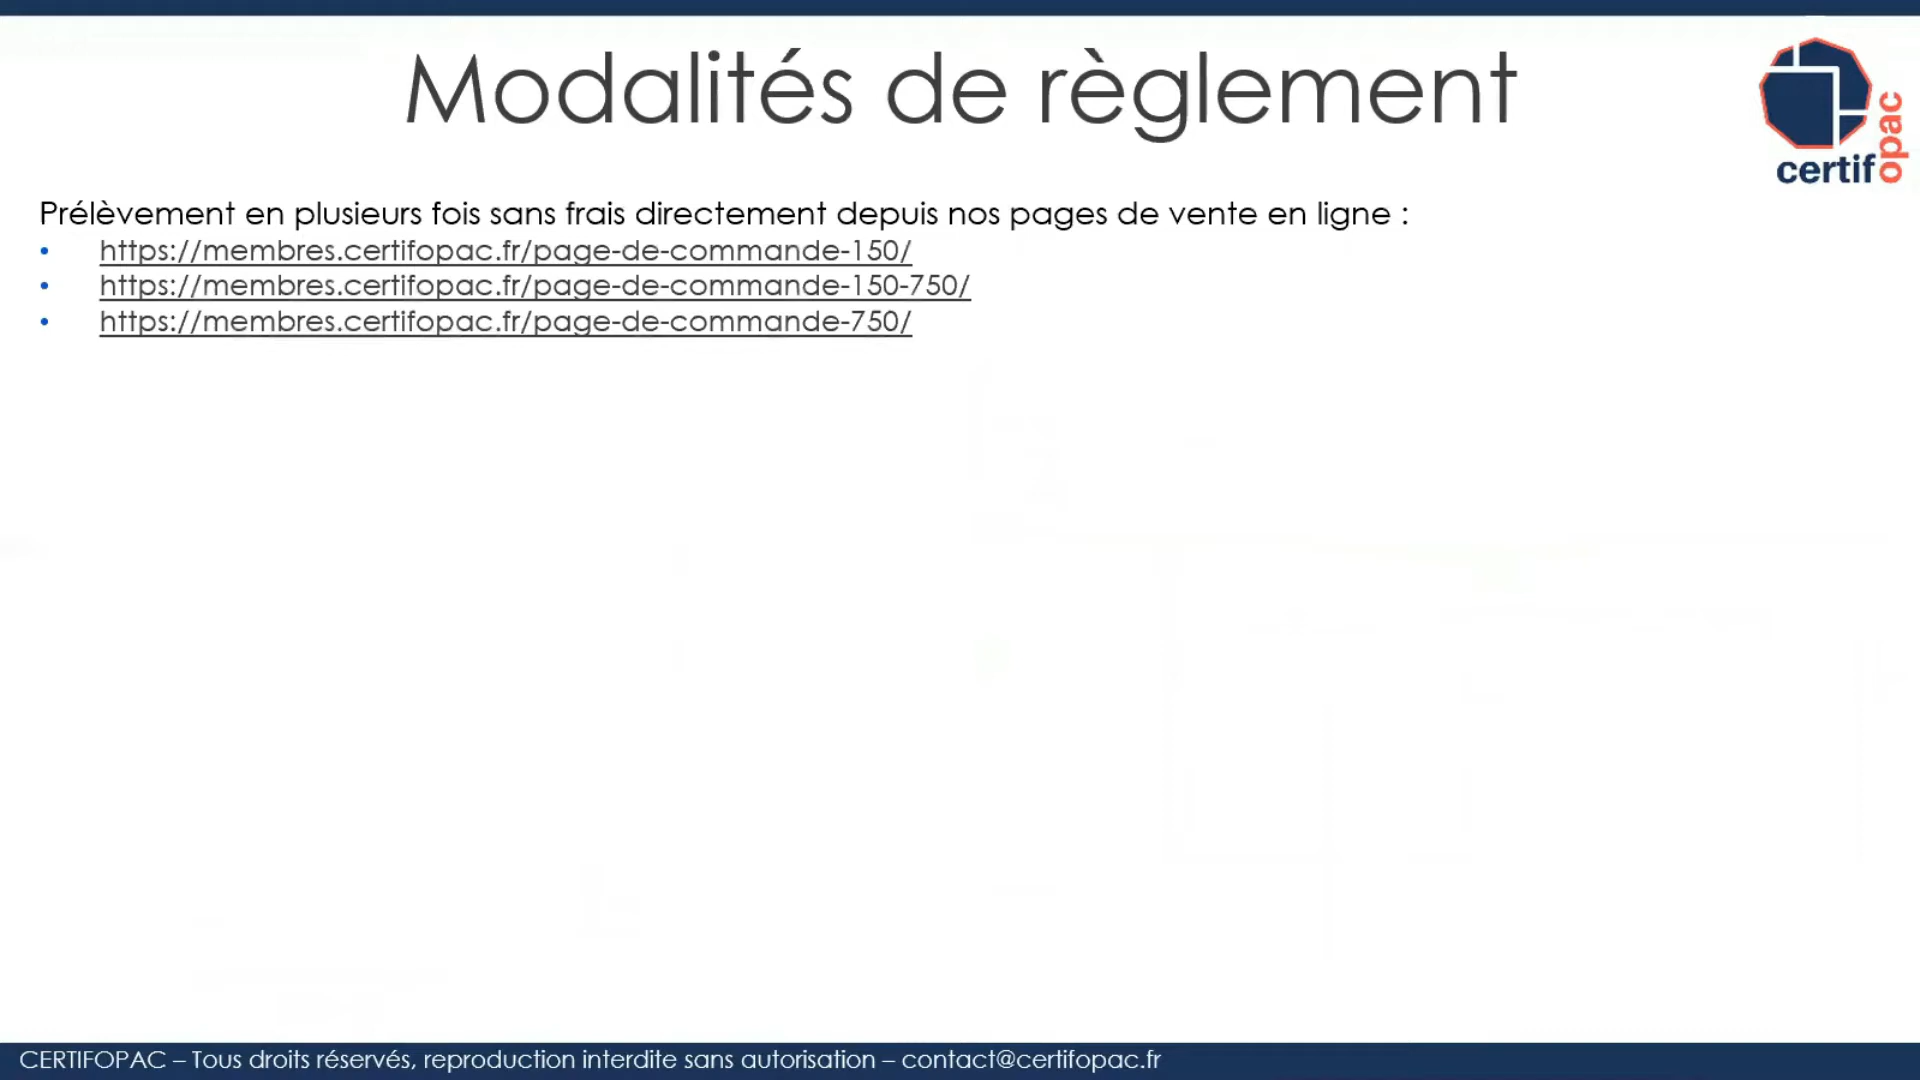 Modalités de règlement
certifopac
Prélèvement en plusieurs fois sans frais directement depuis nos pages de vente en ligne :
• https://membres.certifopac.fr/page-de-commande-150/
• https://membres.certifopac.fr/page-de-commande-150-750/
• https://membres.certifopac.fr/page-de-commande-750/
CERTIFOPAC – Tous droits réservés, reproduction interdite sans autorisation – contact@certifopac.fr